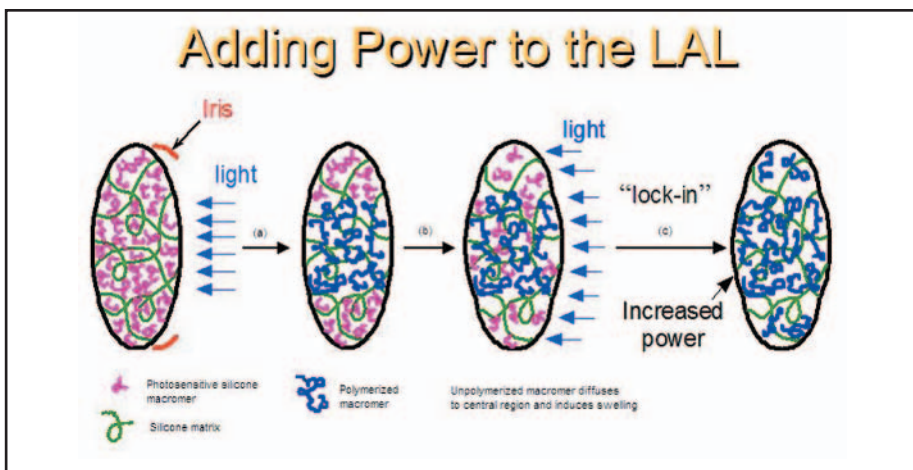 Adding Power to the LAL
Iris
light
light
"lock-in"
(a)
(b)
(c)
Increased
power
Photosensitive silicone
macromer
Silicone matrix
Polymerized
macromer
Unpolymerized macromer diffuses
to central region and induces swelling